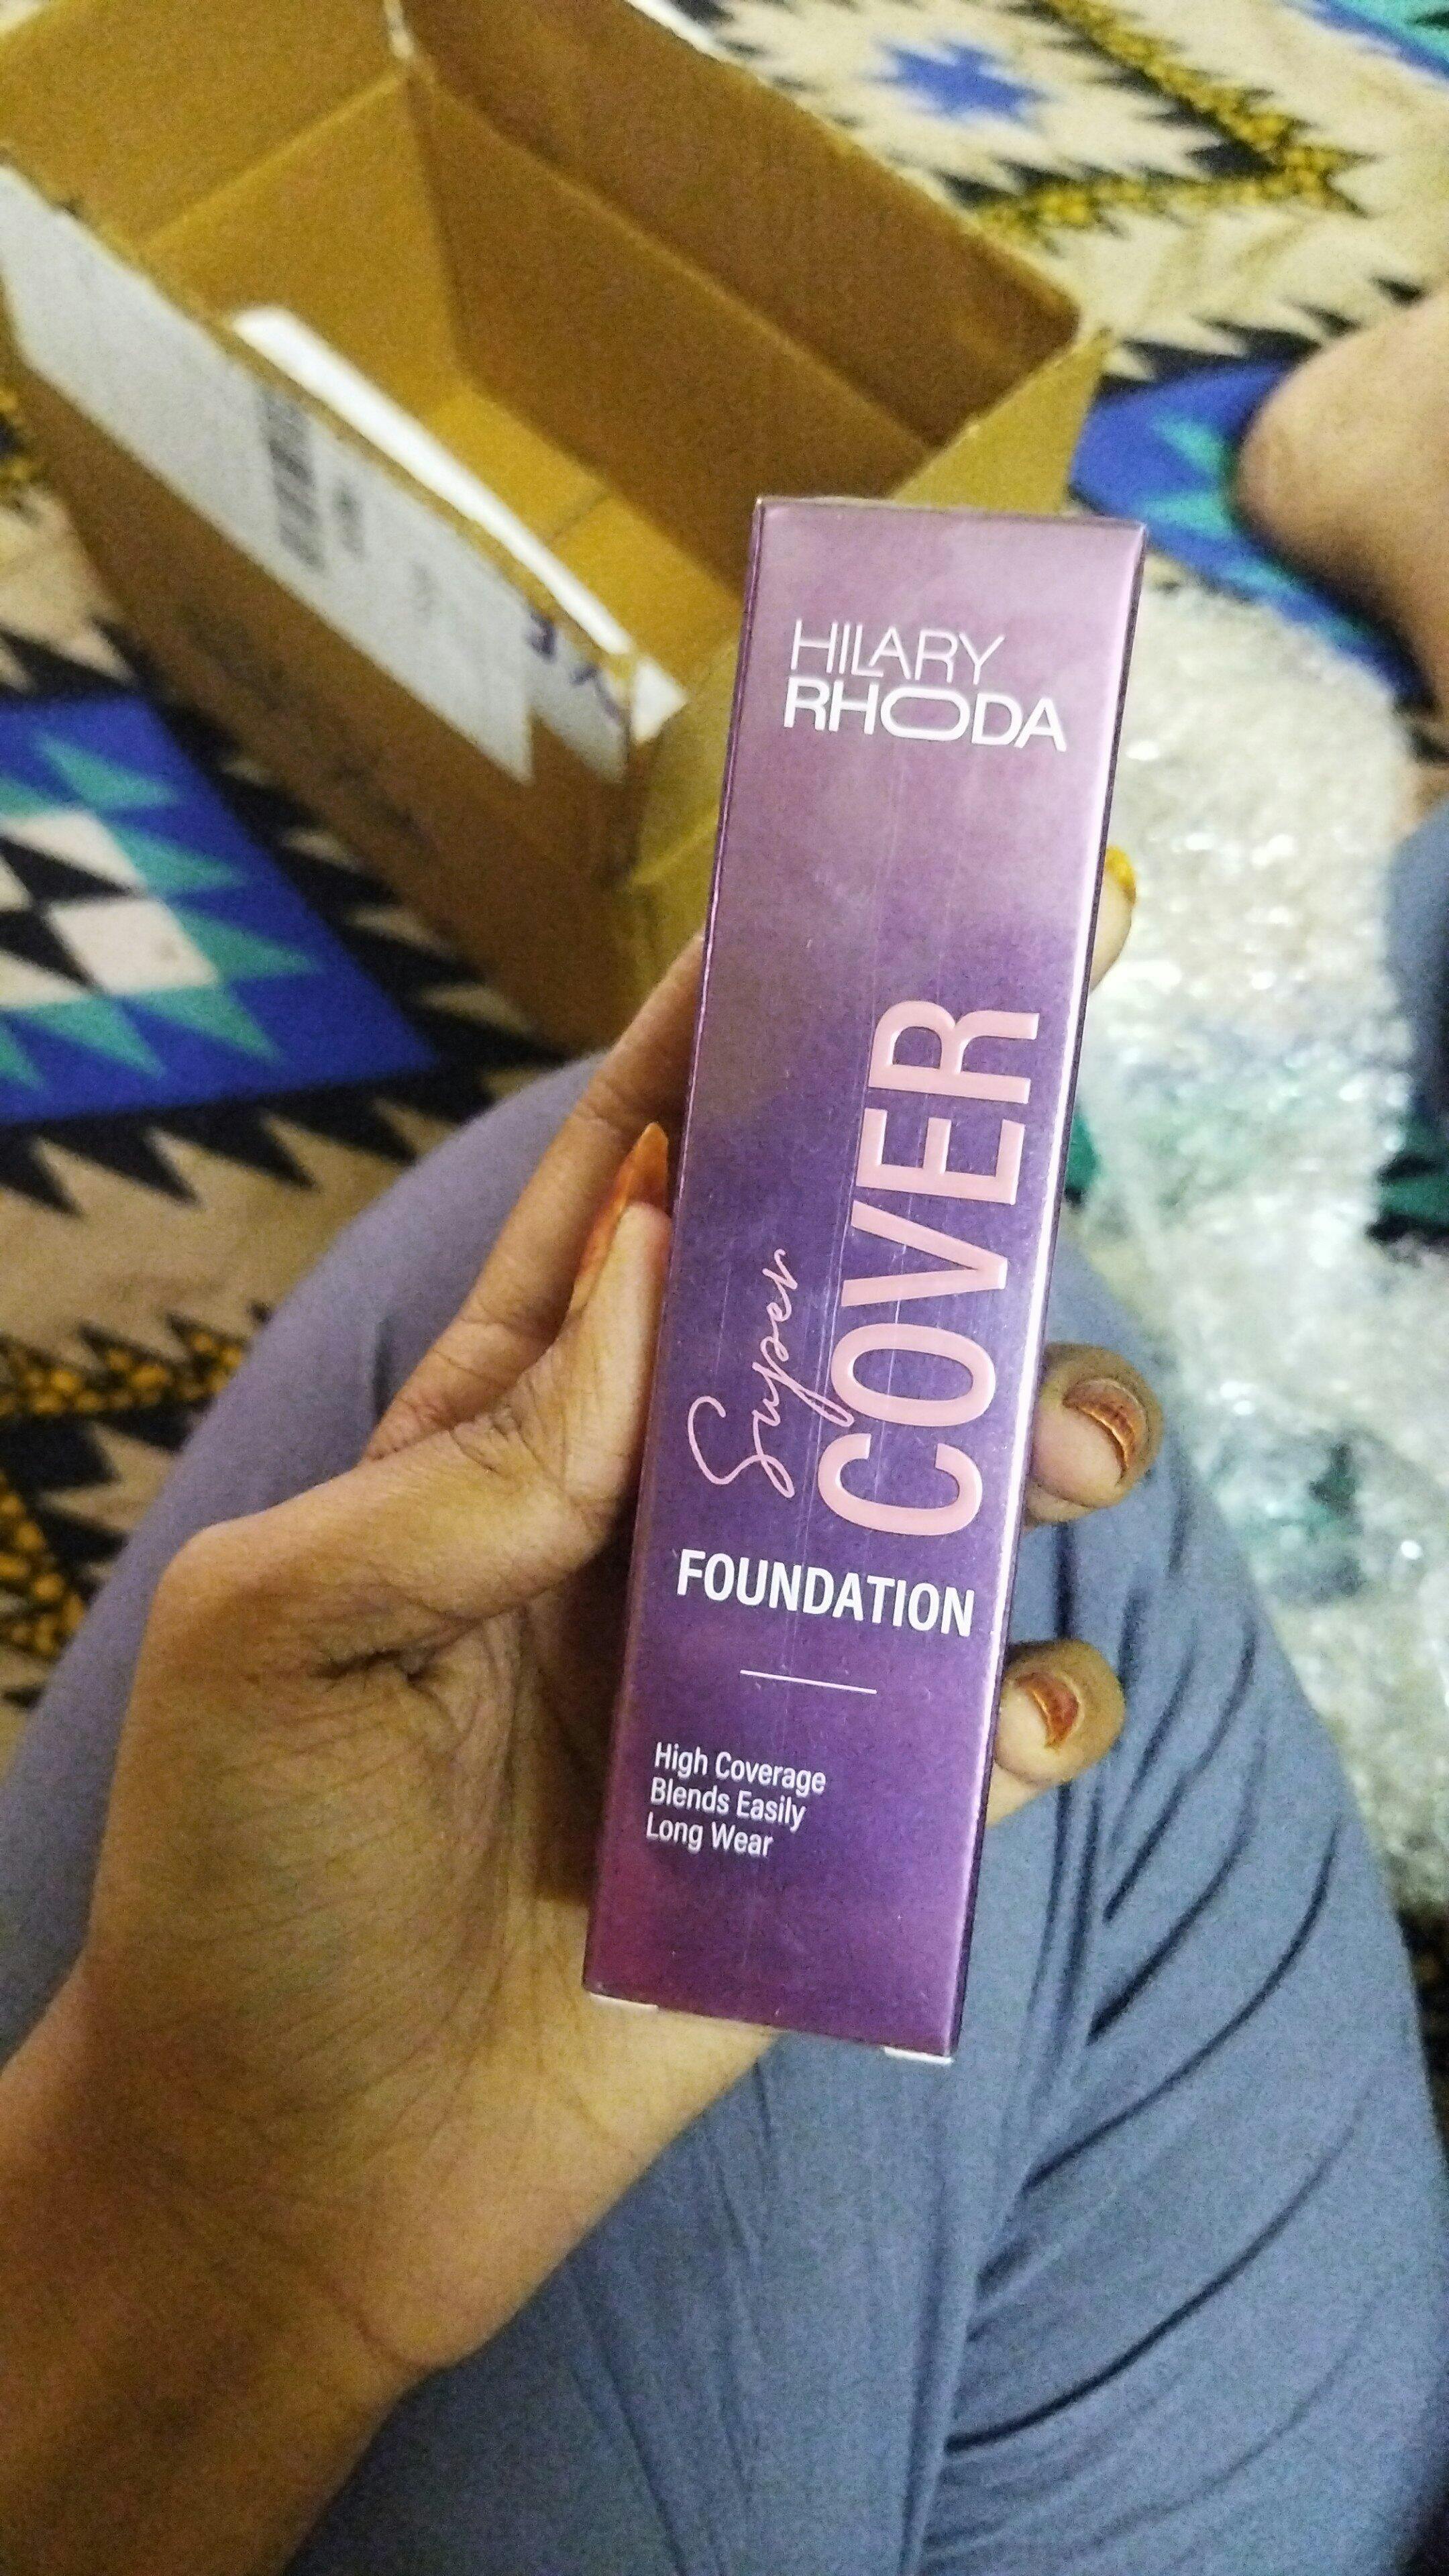 HILARY
RHODA
Super
COVER
FOUNDATION
High Coverage
Blends Easily
Long Wear